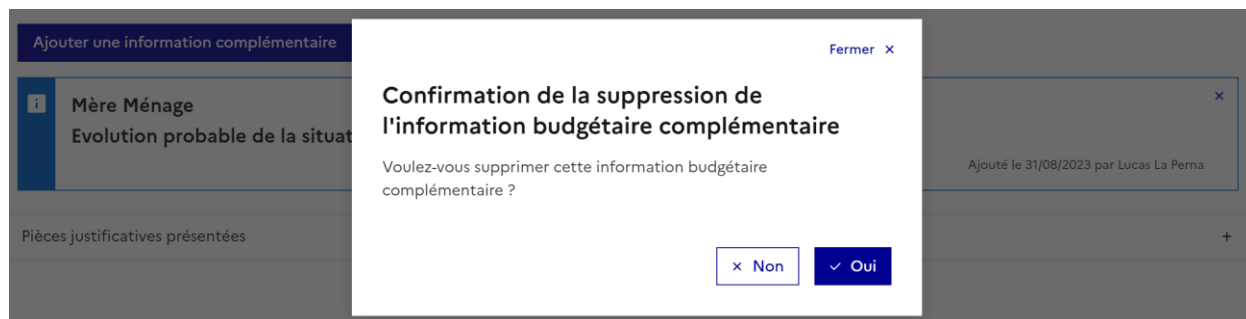 Ajouter une information complémentaire
Fermer ×
Confirmation de la suppression de
l'information budgétaire complémentaire
Voulez-vous supprimer cette information budgétaire
complémentaire ?
× Non
✓ Oui
i
Mère Ménage
Evolution probable de la situat
×
Ajouté le 31/08/2023 par Lucas La Perna
Pièces justificatives présentées
+